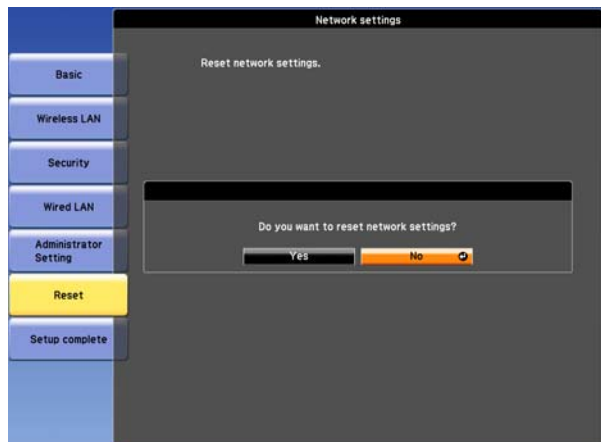 Network settings
Reset network settings.
Basic
Wireless LAN
Security
Wired LAN
Administrator
Setting
Reset
Setup complete
Do you want to reset network settings?
Yes
No